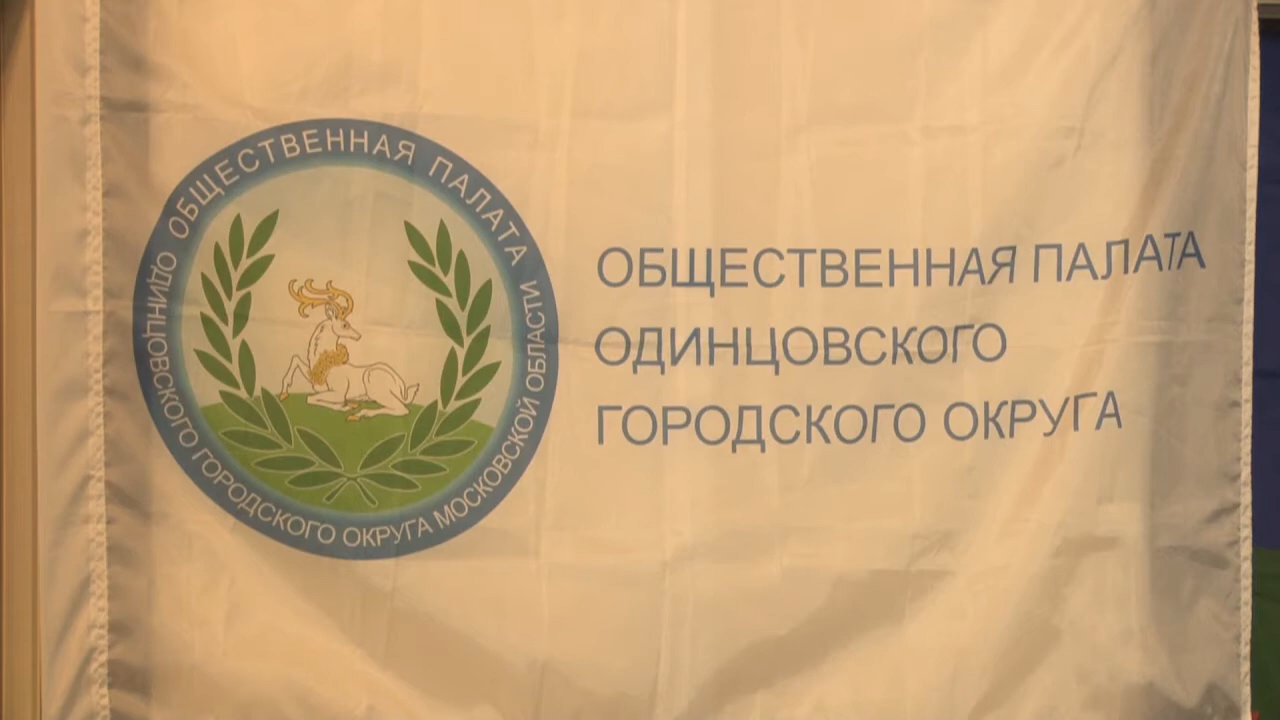 ОБЩЕСТВЕННАЯ ПАЛАТА
ОДИНЦОВСКОГО ГОРОДСКОГО ОКРУГА МОСКОВСКОЙ ОБЛАСТИ
ОБЩЕСТВЕННАЯ ПАЛАТА
ОДИНЦОВСКОГО
ГОРОДСКОГО ОКРУГА